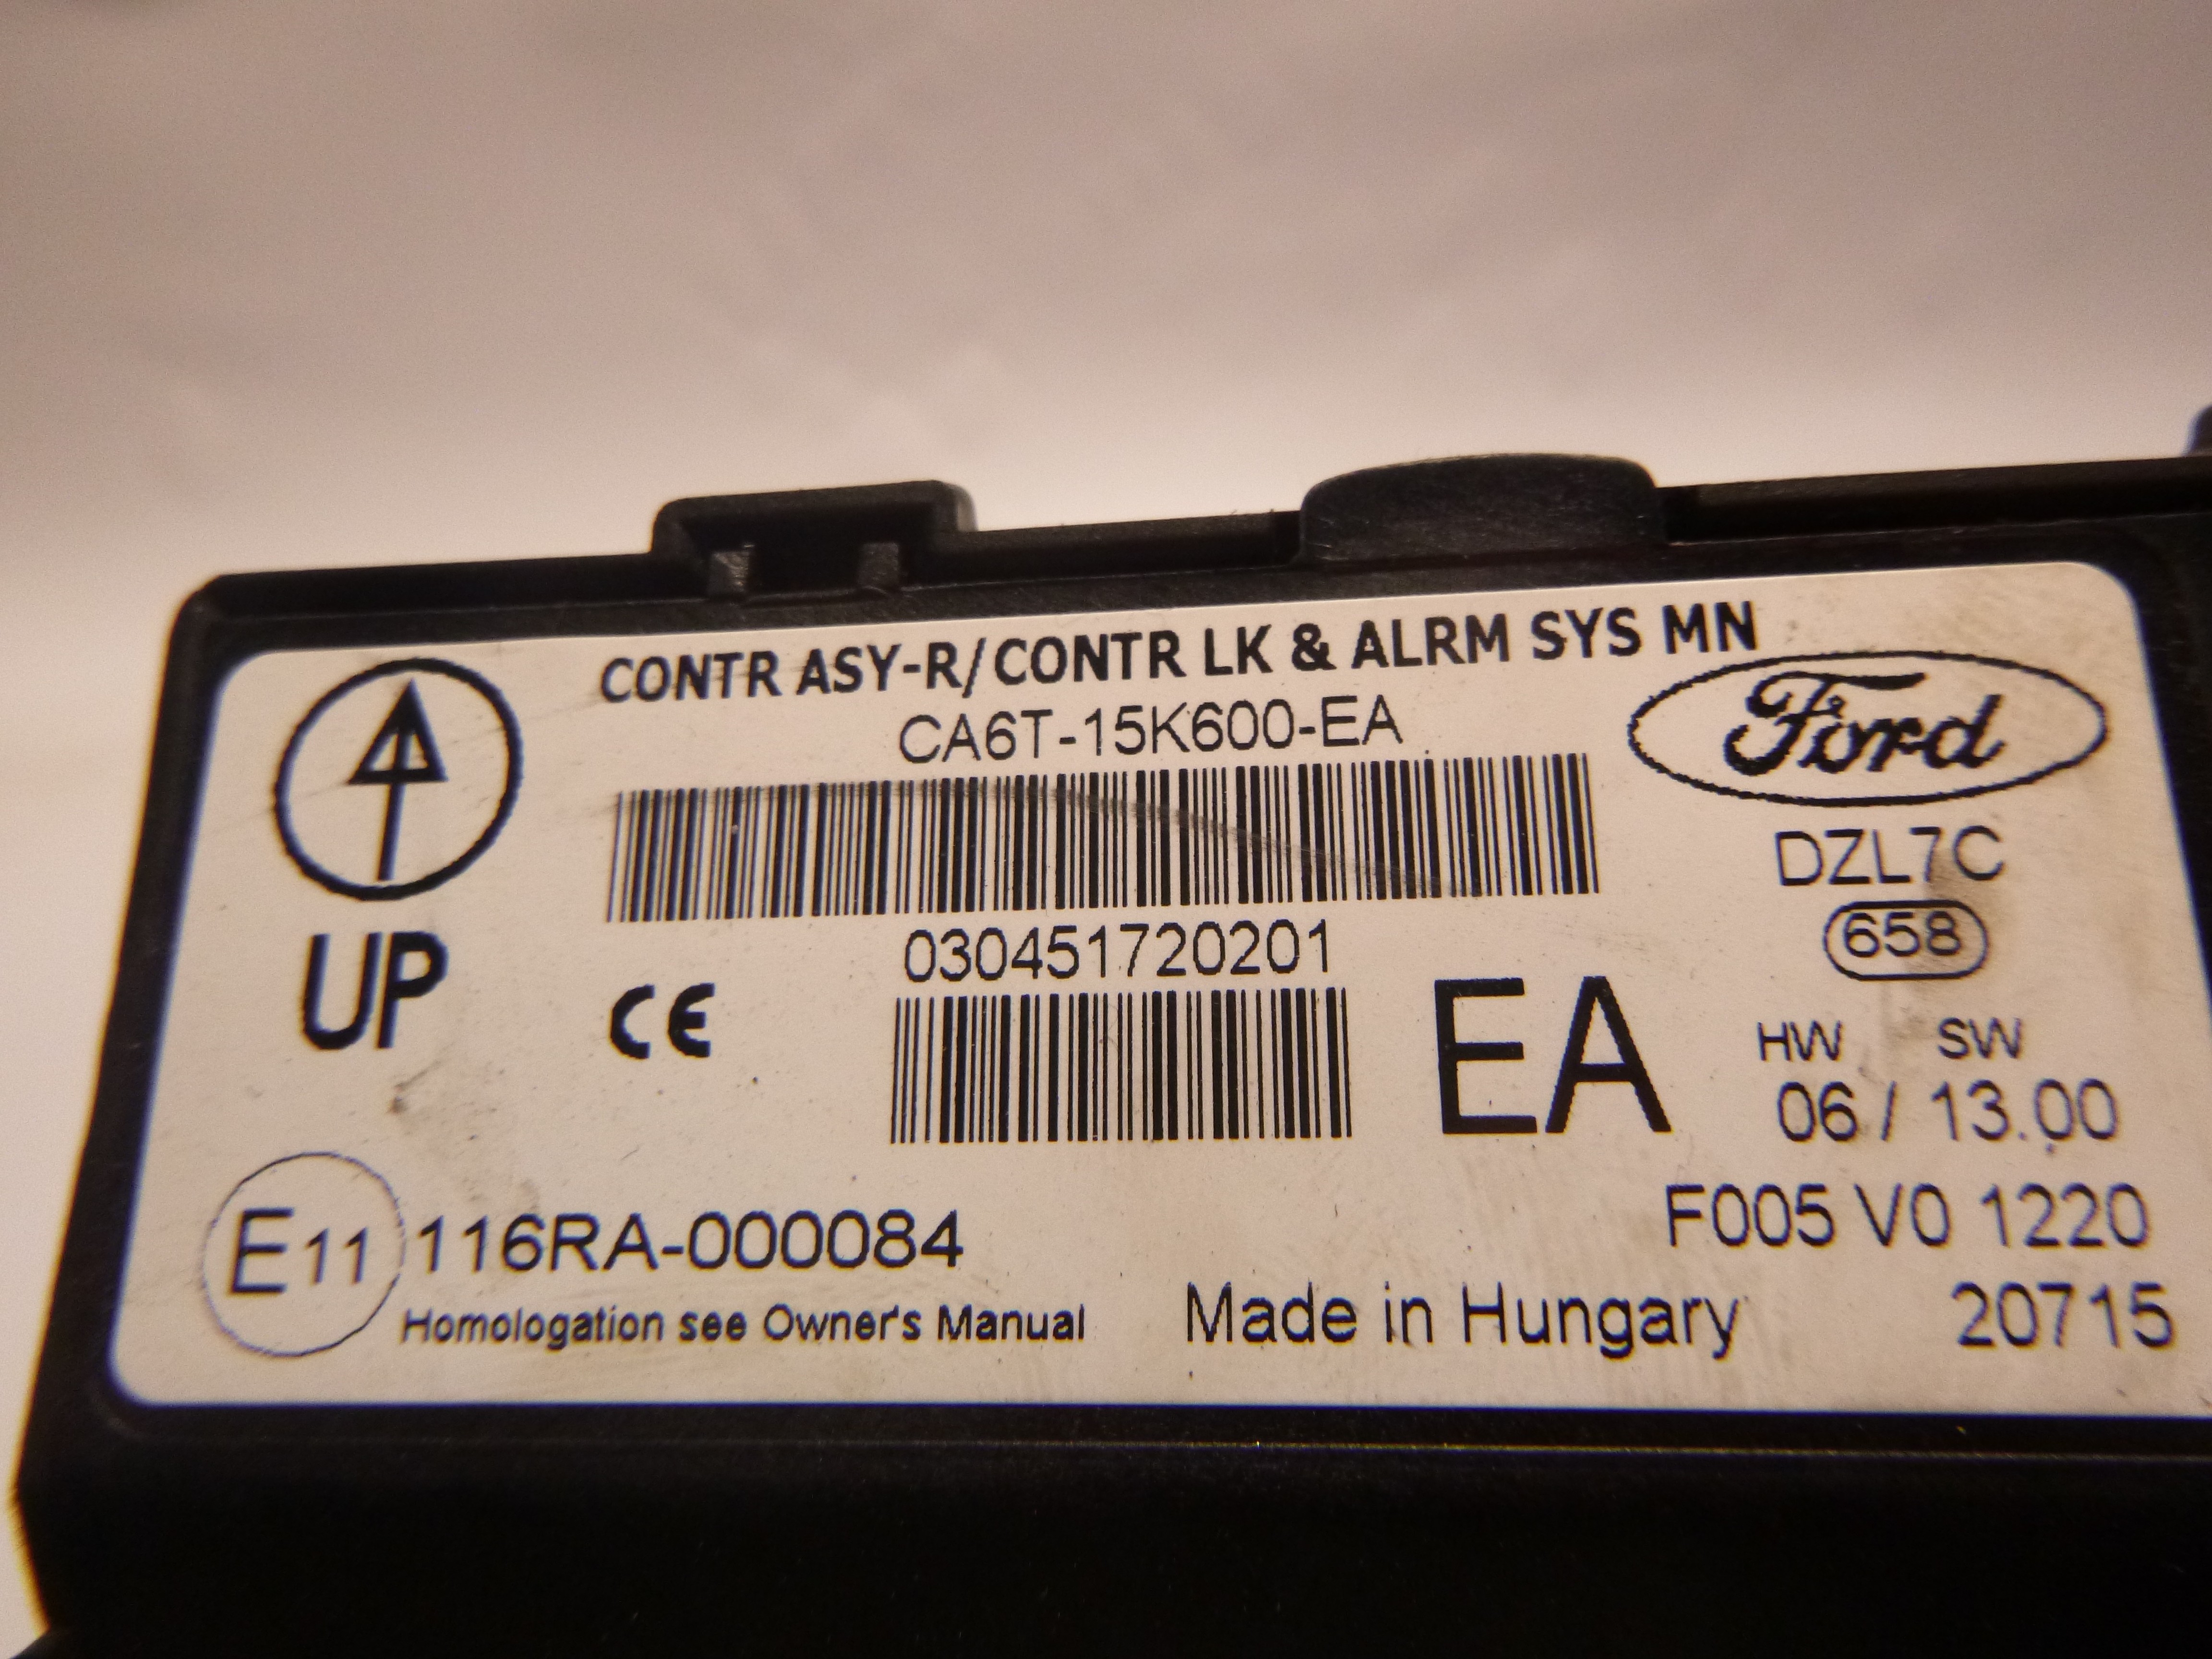 CONTR ASY-R/CONTR LK & ALRM SYS MN
CA6T-15K600-EA
Ford
DZL7C
658
UP
CE
030451720201
EA
HW SW
06 / 13.00
E11 116RA-000084
F005 V0 1220
Homologation see Owner's Manual
Made in Hungary
20715